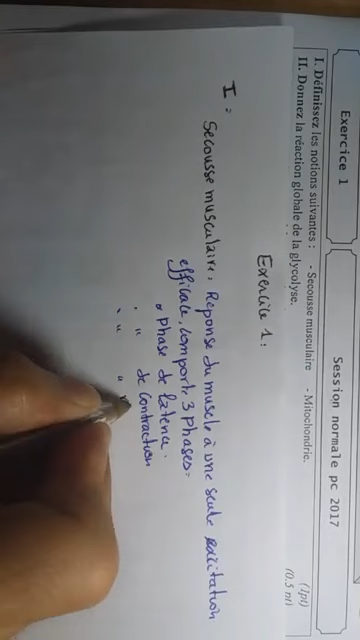 Exercice 1
Session normale pc 2017
I. Définissez les notions suivantes : - Secousse musculaire - Mitochondrie. (1pt)
II. Donnez la réaction globale de la glycolyse. (0.5 pt)
Exercice 1 :
I : Secousse musculaire : Réponse du muscle à une seule excitation
efficace, comport 3 phases :
• Phase de latence.
• " de contraction
• " "